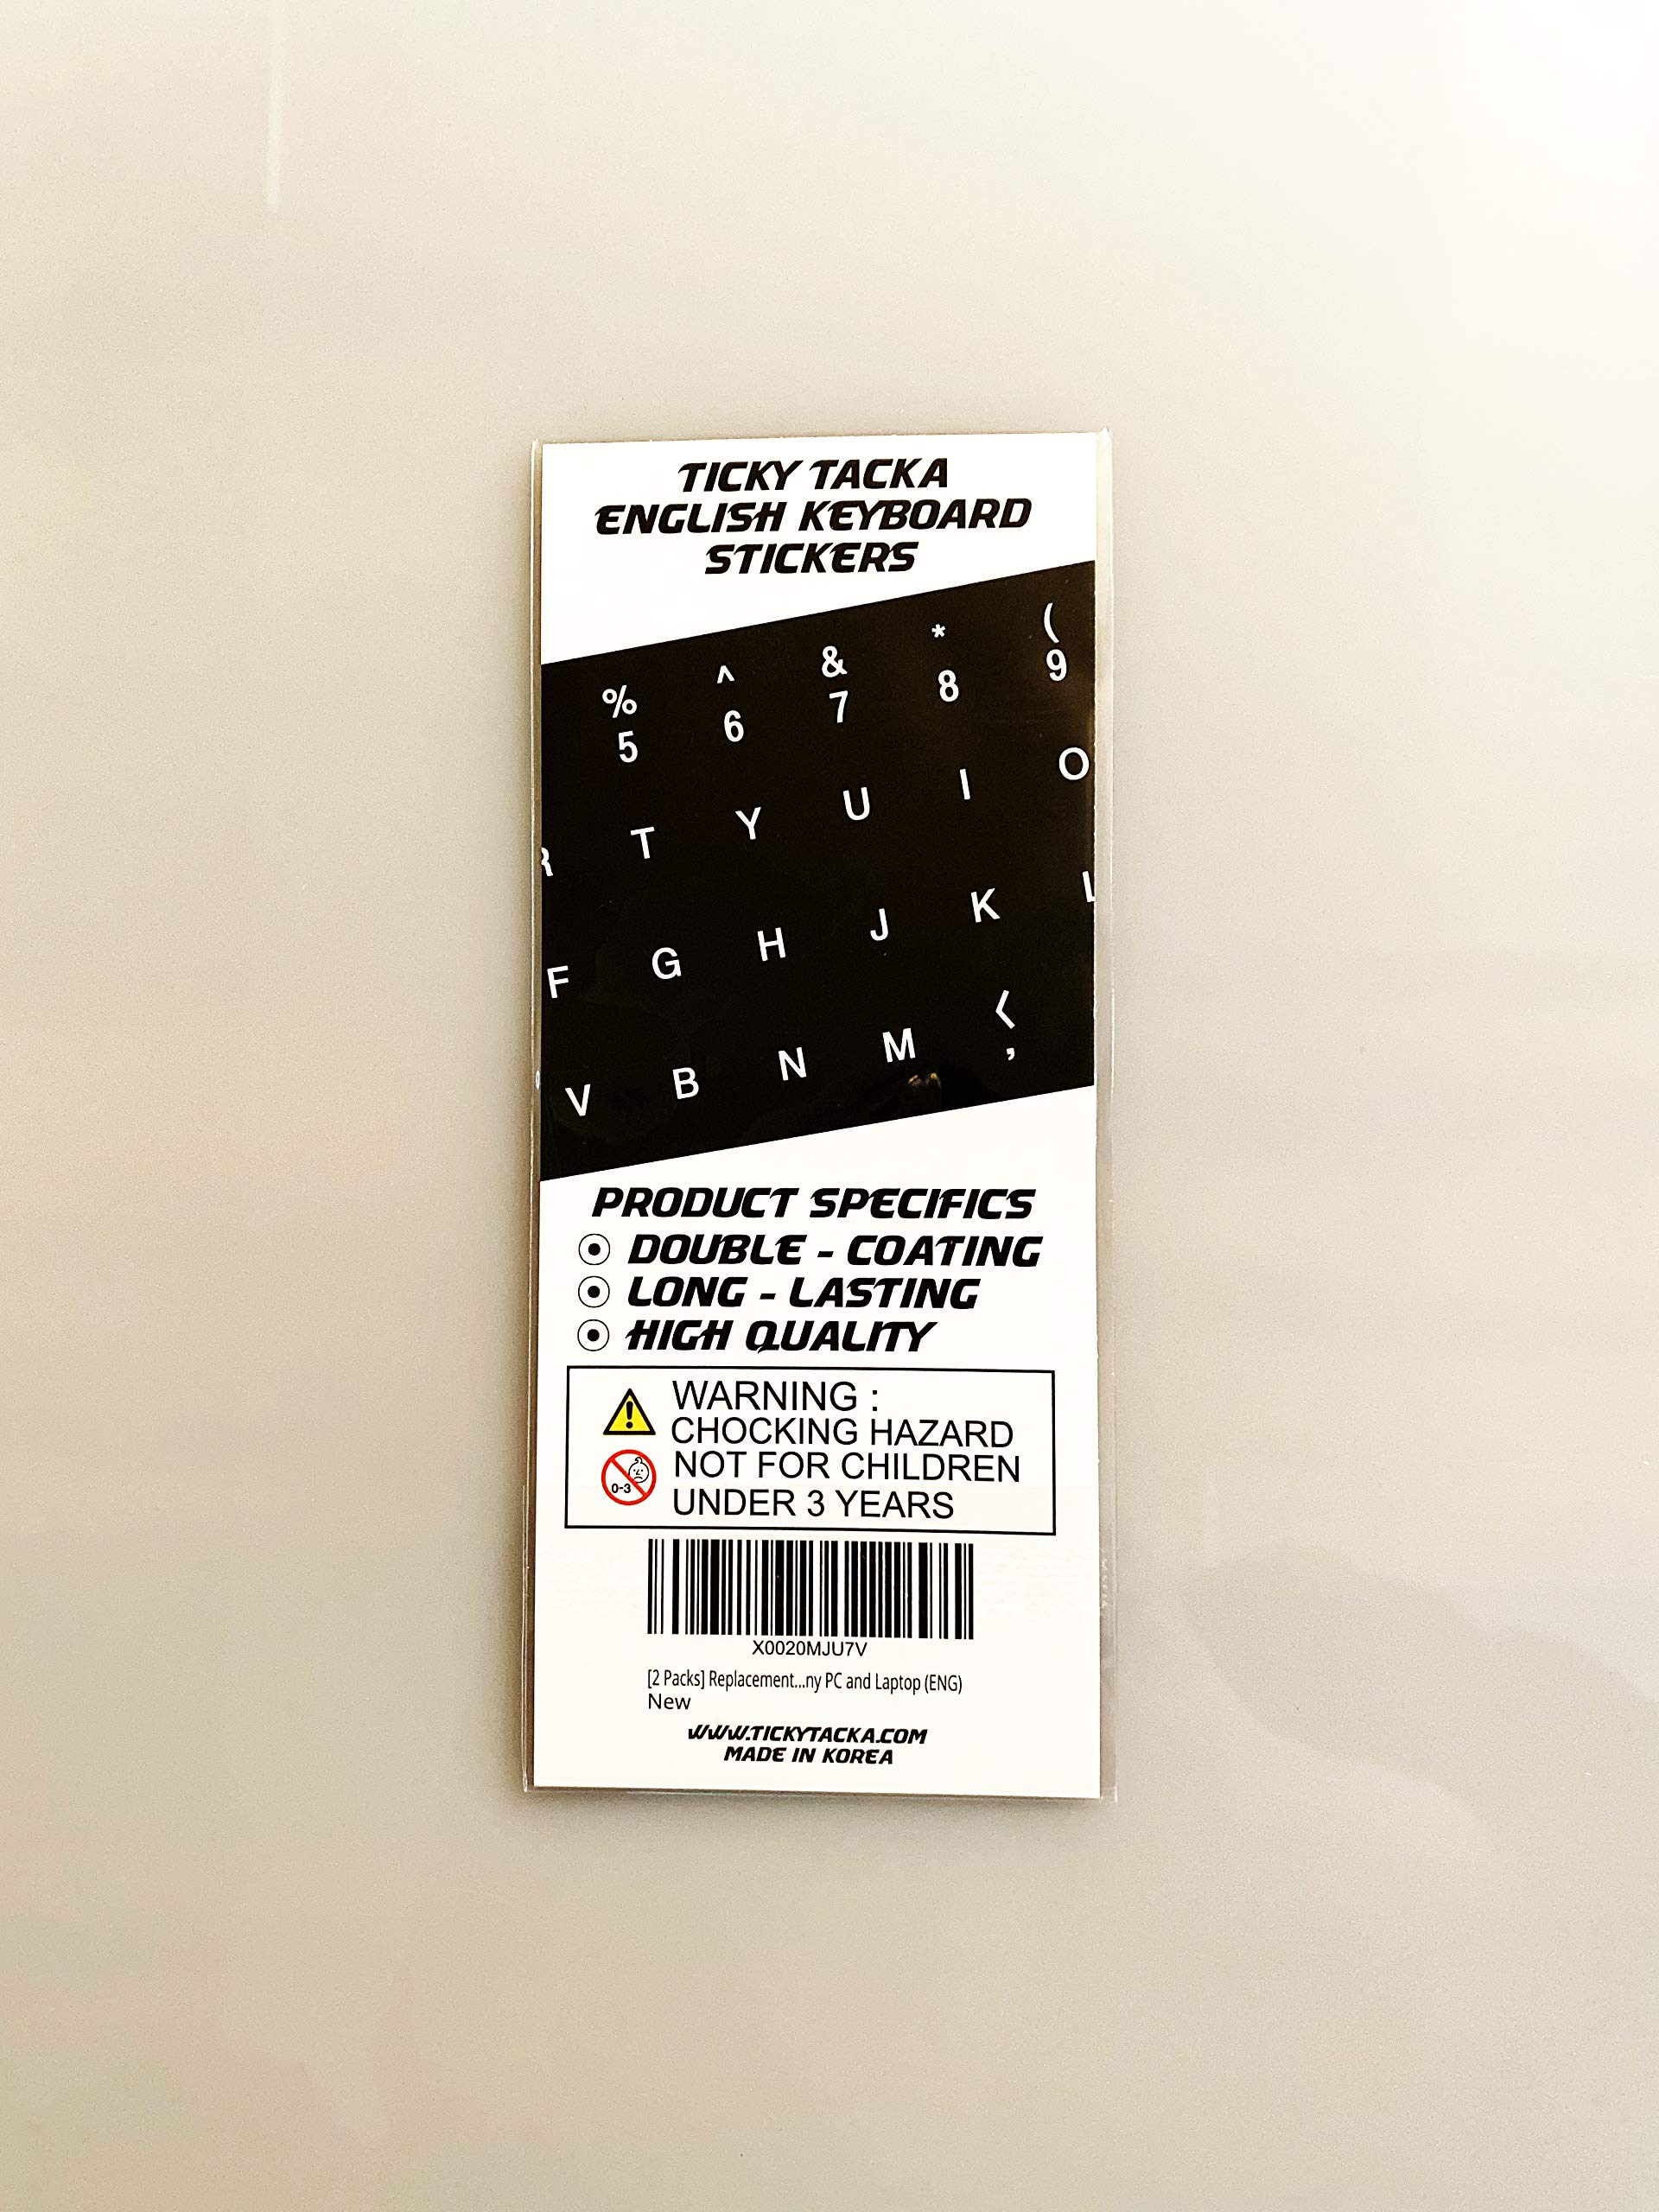 TICKY TACKA
ENGLISH KEYBOARD
STICKERS
% ^ & * (
5 6 7 8 9
R T Y U I O
F G H J K L
<
V B N M ,
PRODUCT SPECIFICS
DOUBLE - COATING
LONG - LASTING
HIGH QUALITY
WARNING :
CHOCKING HAZARD
NOT FOR CHILDREN
UNDER 3 YEARS
0-3
X0020MJU7V
[2 Packs] Replacement...ny PC and Laptop (ENG)
New
WWW.TICKYTACKA.COM
MADE IN KOREA